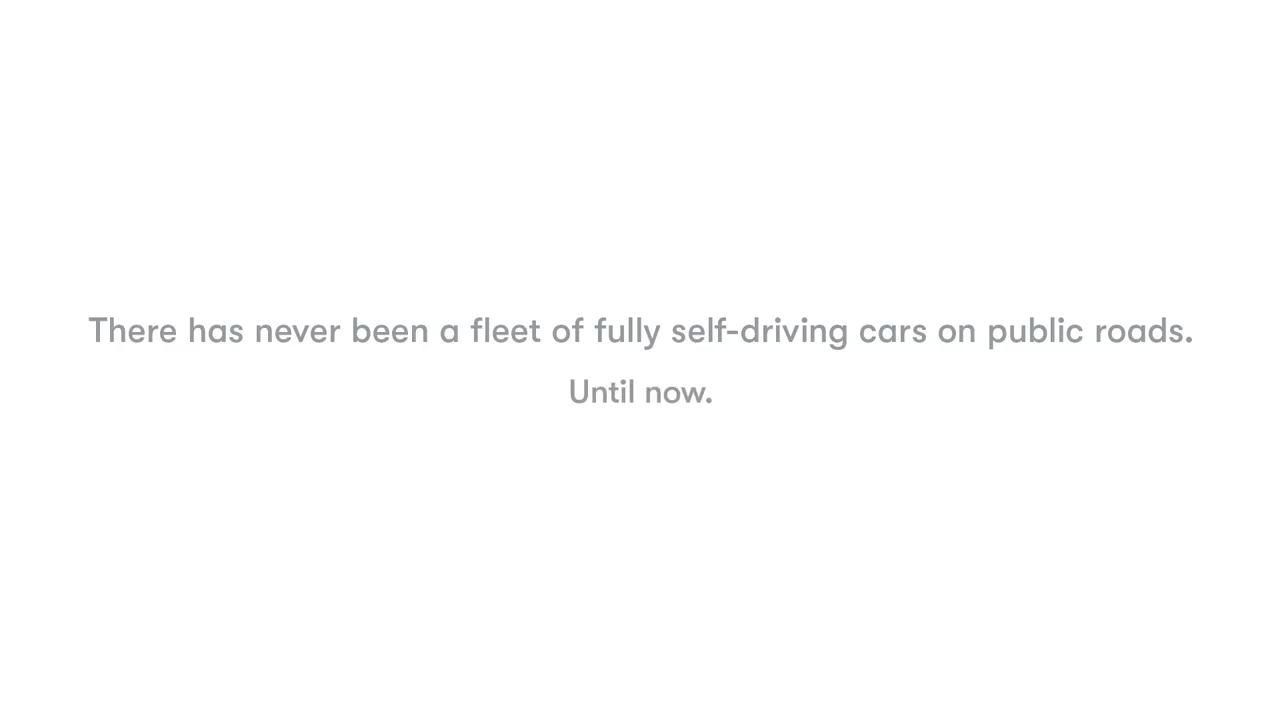 There has never been a fleet of fully self-driving cars on public roads.
Until now.